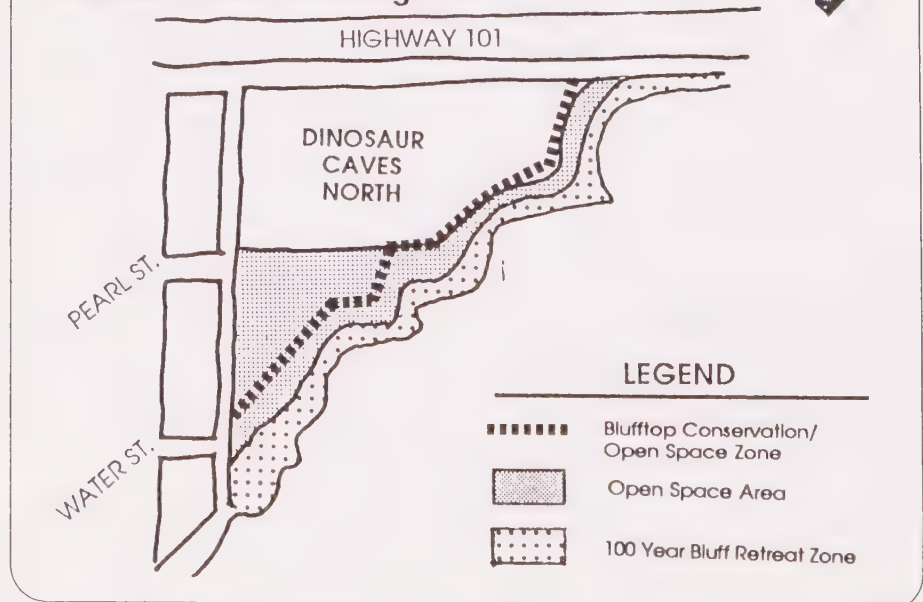 HIGHWAY 101
DINOSAUR
CAVES
NORTH
PEARL ST.
WATER ST.
LEGEND
Blufftop Conservation/
Open Space Zone
Open Space Area
100 Year Bluff Retreat Zone